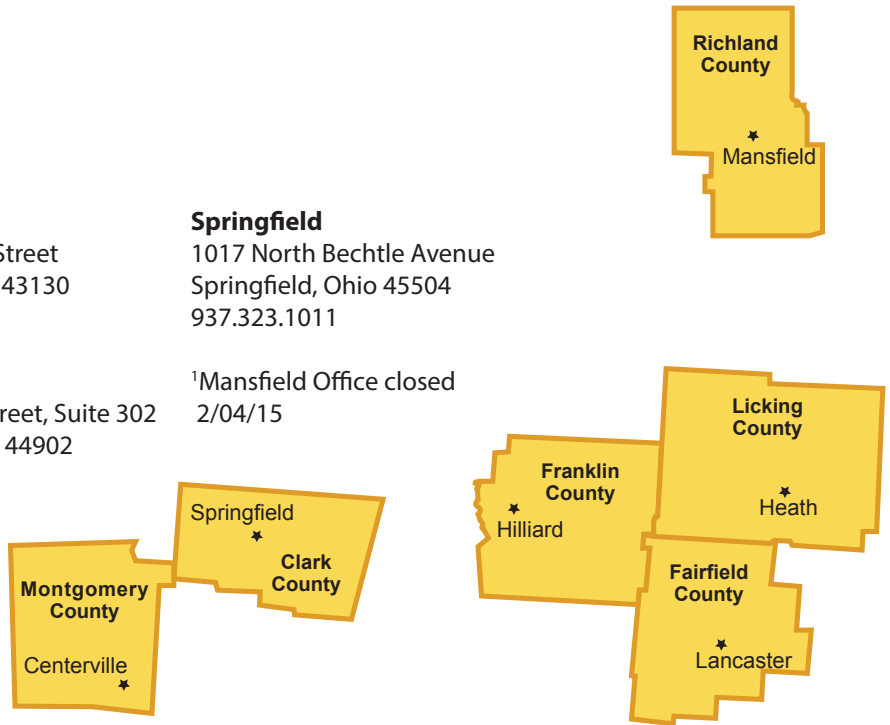 Street
43130
reet, Suite 302
44902
Springfield
1017 North Bechtle Avenue
Springfield, Ohio 45504
937.323.1011
¹Mansfield Office closed
2/04/15
Richland
County
Mansfield
Licking
County
Heath
Franklin
County
Hilliard
Fairfield
County
Lancaster
Springfield
Clark
County
Montgomery
County
Centerville